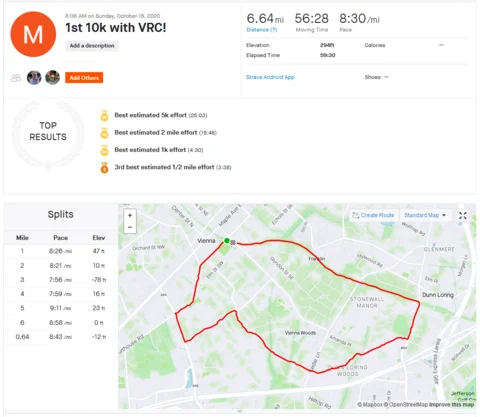 M
8:06 AM on Sunday, October 18, 2020
1st 10k with VRC!
Add a description
Add Others
6.64 mi
56:28
8:30 /mi
Distance (?)
Moving Time
Pace
Elevation
294ft
Calories
—
Elapsed Time
59:30
Strava Android App
Shoes: —
TOP
RESULTS
Best estimated 5k effort (25:03)
Best estimated 2 mile effort (15:48)
Best estimated 1k effort (4:30)
3rd best estimated 1/2 mile effort (3:38)
Splits
Mile Pace Elev
1 8:26 /mi 47 ft
2 8:21 /mi 10 ft
3 7:56 /mi -78 ft
4 7:59 /mi 16 ft
5 9:11 /mi 23 ft
6 8:58 /mi 0 ft
0.64 8:43 /mi -12 ft
+
−
Create Route
Standard Map
Center St N
Maple Ave E
Orchard St NW
Vienna
Franklin
GLENMERE
STONEWALL
MANOR
Dunn Loring
Vienna Woods
Amanda Pl
LORING
WOODS
Jefferson
© Mapbox © OpenStreetMap Improve this map